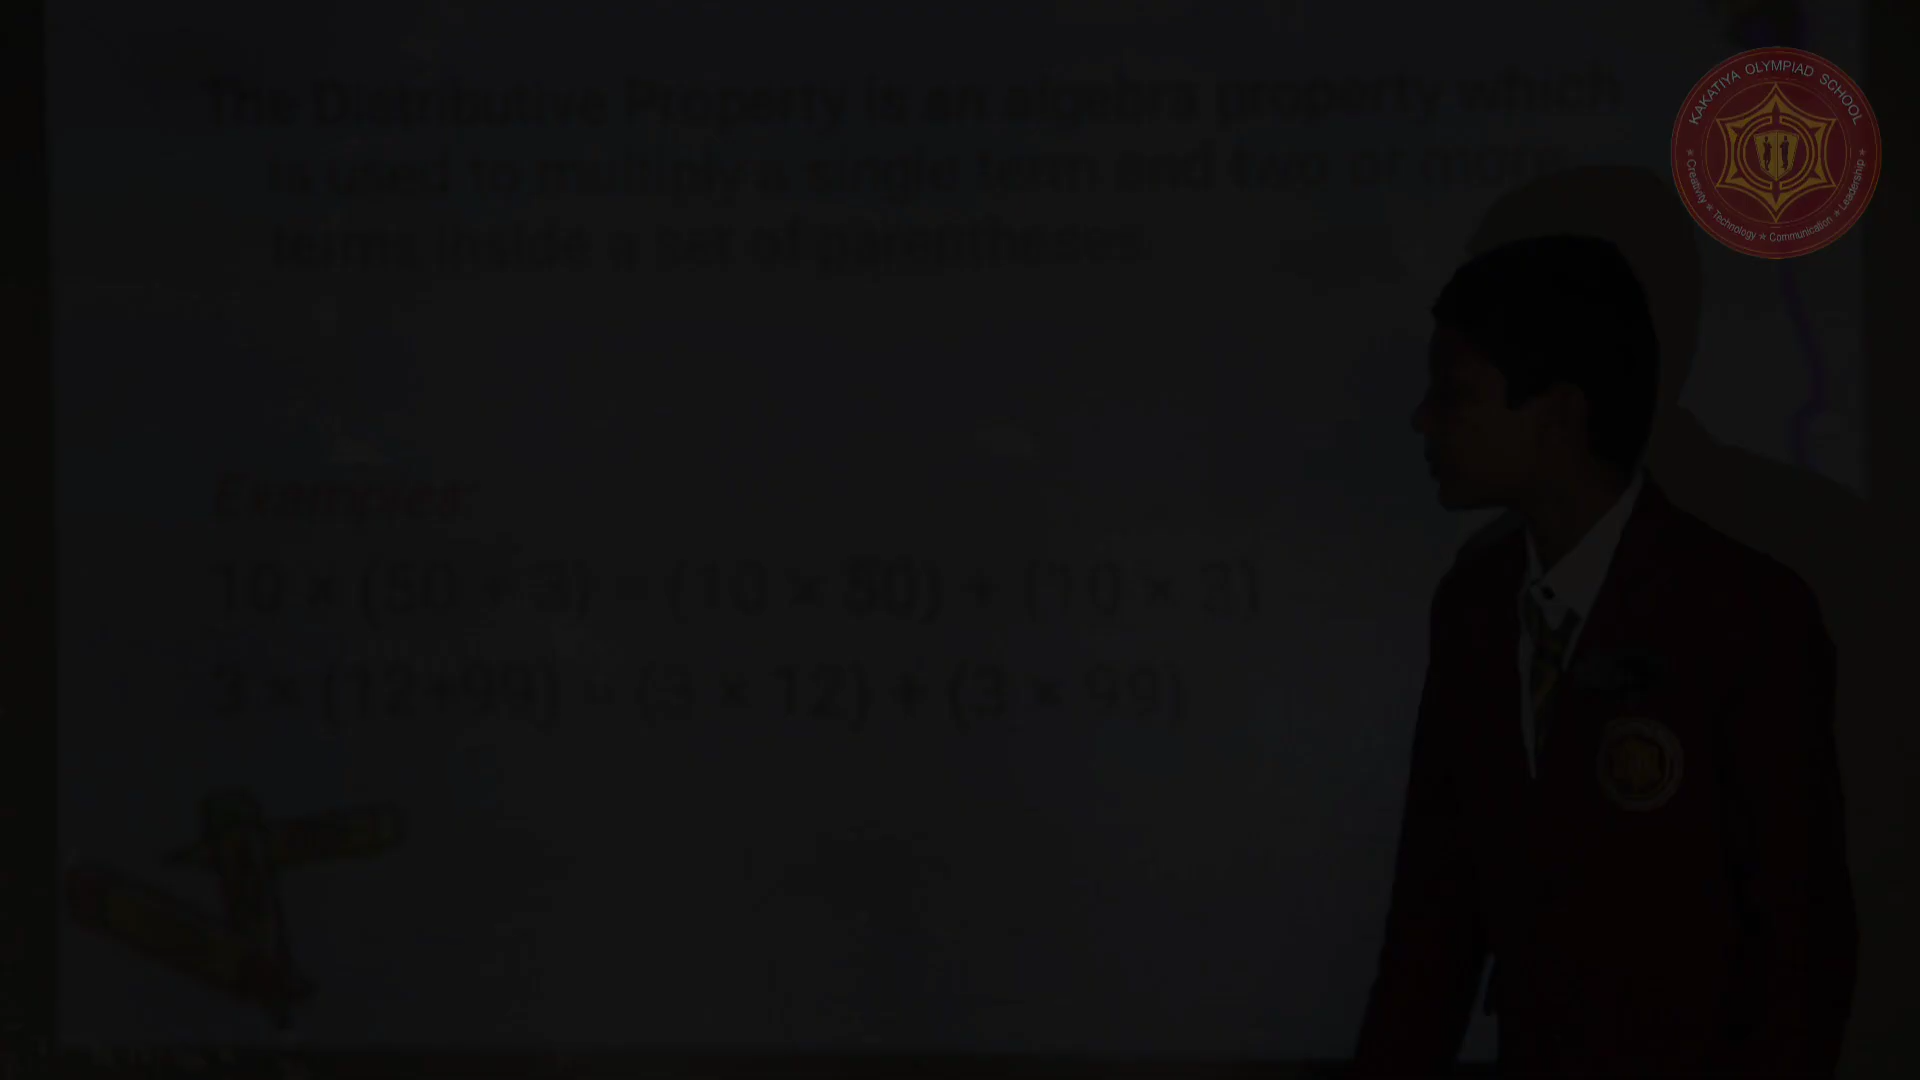 The Distributive Property is an algebra property which
is used to multiply a single term and two or more
terms inside a set of parentheses.
Examples:
10 × (50 + 3) = (10 × 50) + (10 × 3)
3 × (12+99) = (3 × 12) + (3 × 99)
KAKATIYA OLYMPIAD SCHOOL
★ Creativity ★ Technology ★ Communication ★ Leadership ★